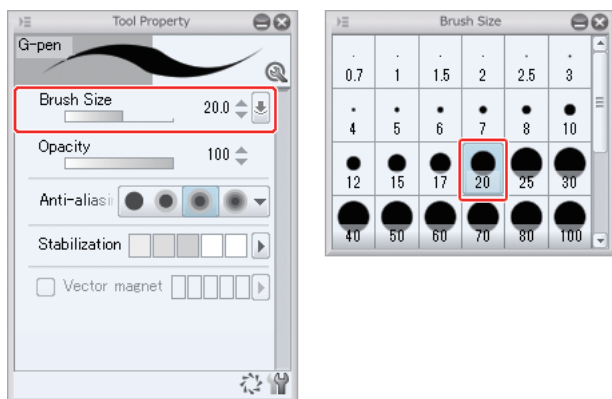 Tool Property
G-pen
Brush Size 20.0
Opacity 100
Anti-aliasi
Stabilization
Vector magnet
Brush Size
0.7 1 1.5 2 2.5 3
4 5 6 7 8 10
12 15 17 20 25 30
40 50 60 70 80 100